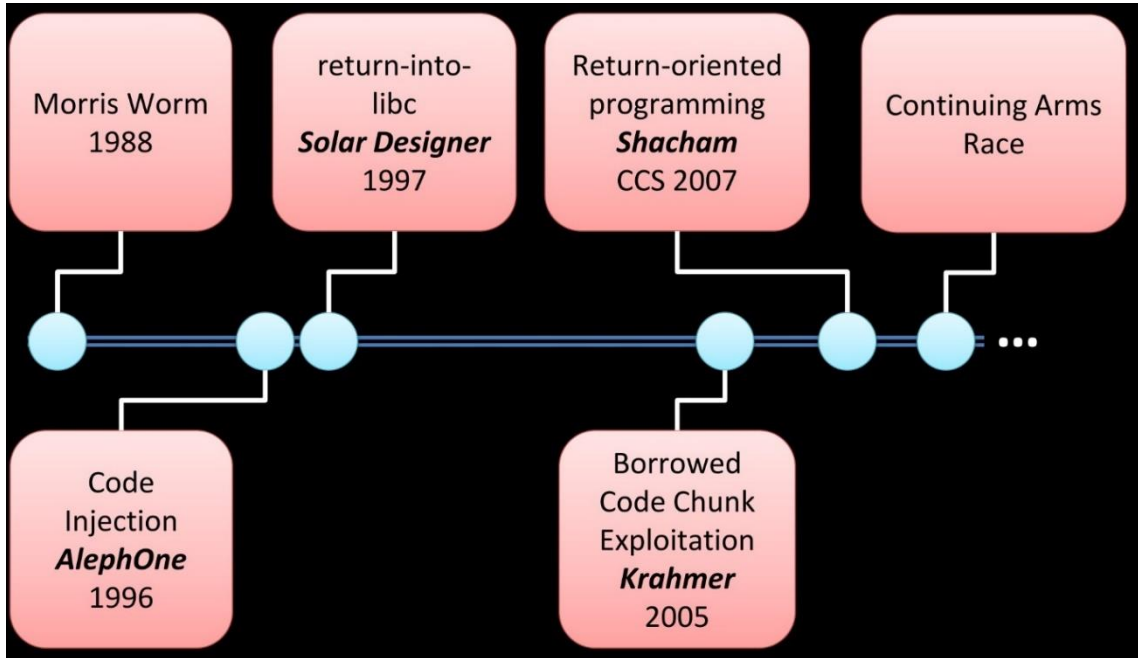 Morris Worm
1988
return-into-
libc
Solar Designer
1997
Return-oriented
programming
Shacham
CCS 2007
Continuing Arms
Race
...
Code
Injection
AlephOne
1996
Borrowed
Code Chunk
Exploitation
Krahmer
2005